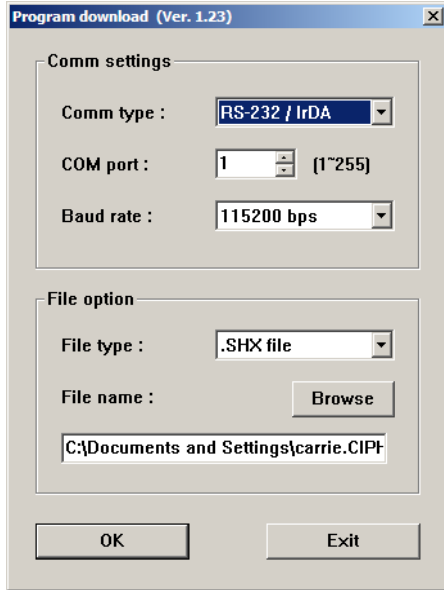 Program download (Ver. 1.23)
Comm settings
Comm type : RS-232 / IrDA
COM port : 1 (1~255)
Baud rate : 115200 bps
File option
File type : .SHX file
File name : Browse
C:\Documents and Settings\carrie.CIPH
OK Exit